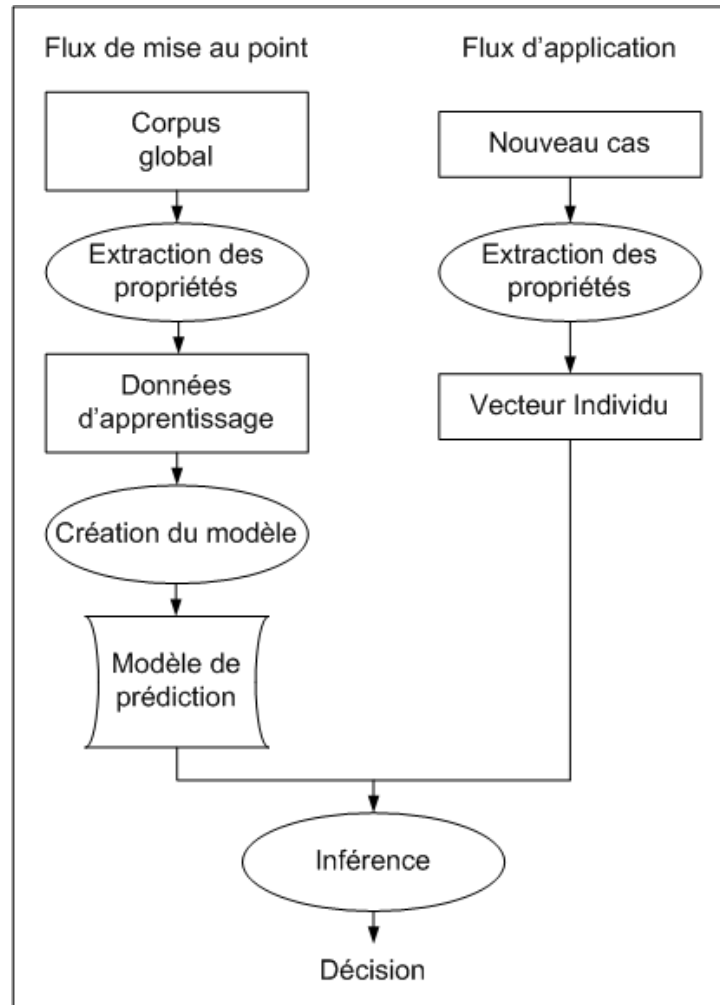 Flux de mise au point
Corpus
global
Extraction des
propriétés
Données
d'apprentissage
Création du modèle
Modèle de
prédiction
Flux d'application
Nouveau cas
Extraction des
propriétés
Vecteur Individu
Inférence
Décision